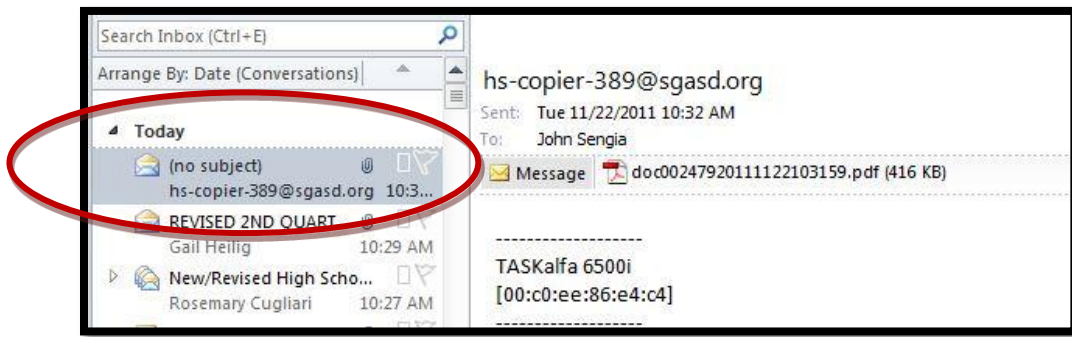 Search Inbox (Ctrl+E)
Arrange By: Date (Conversations)
Today
(no subject)
hs-copier-389@sgasd.org 10:3...
REVISED 2ND QUART
Gail Heilig 10:29 AM
New/Revised High Scho...
Rosemary Cugliari 10:27 AM
hs-copier-389@sgasd.org
Sent: Tue 11/22/2011 10:32 AM
To: John Sengia
Message doc00247920111122103159.pdf (416 KB)
-------------------
TASKalfa 6500i
[00:c0:ee:86:e4:c4]
-------------------